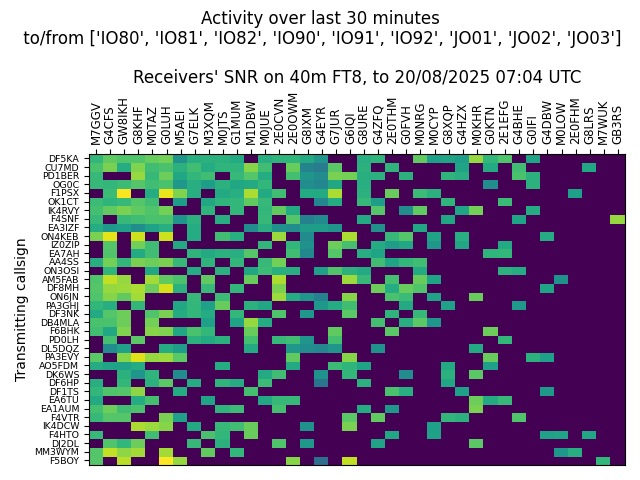 Activity over last 30 minutes
to/from ['IO80', 'IO81', 'IO82', 'IO90', 'IO91', 'IO92', 'JO01', 'JO02', 'JO03']
Receivers' SNR on 40m FT8, to 20/08/2025 07:04 UTC
M7GGV
G4CFS
GW8IKH
G8KHF
M0TAZ
G0LUH
M5AEI
G7ELK
M3XQM
M0JTS
G1MUM
M1DBW
M0JUE
2E0CVN
2E0OWM
G8IXM
G4EYR
G7JUR
G6IQI
G8URE
G4ZFQ
2E0THM
G0FVH
M0NRG
M0CYP
G8XQP
G4HZX
M0KHR
G0KTN
2E1EFG
G4BHE
G0IFI
G4DBW
M0LOW
2E0FHM
G8LRS
M7WUK
GB3RS
Transmitting callsign
DF5KA
CU7MD
PD1BER
OG0C
F1PSX
OK1CT
IK4RVY
F4SNF
EA3IZF
ON4KEB
IZ0ZIP
EA7AH
AA4SS
ON3OSI
AM5FAB
DF8MH
ON6JN
PA3GHJ
DF3NK
DB4MLA
F6BHK
PD0LH
DL5DQZ
PA3EVY
AO5FDM
DK6WS
DF6HP
DF1TS
EA6TU
EA1AUM
F4VTR
IK4DCW
F4HTO
DJ2DL
MM3WYM
F5BOY